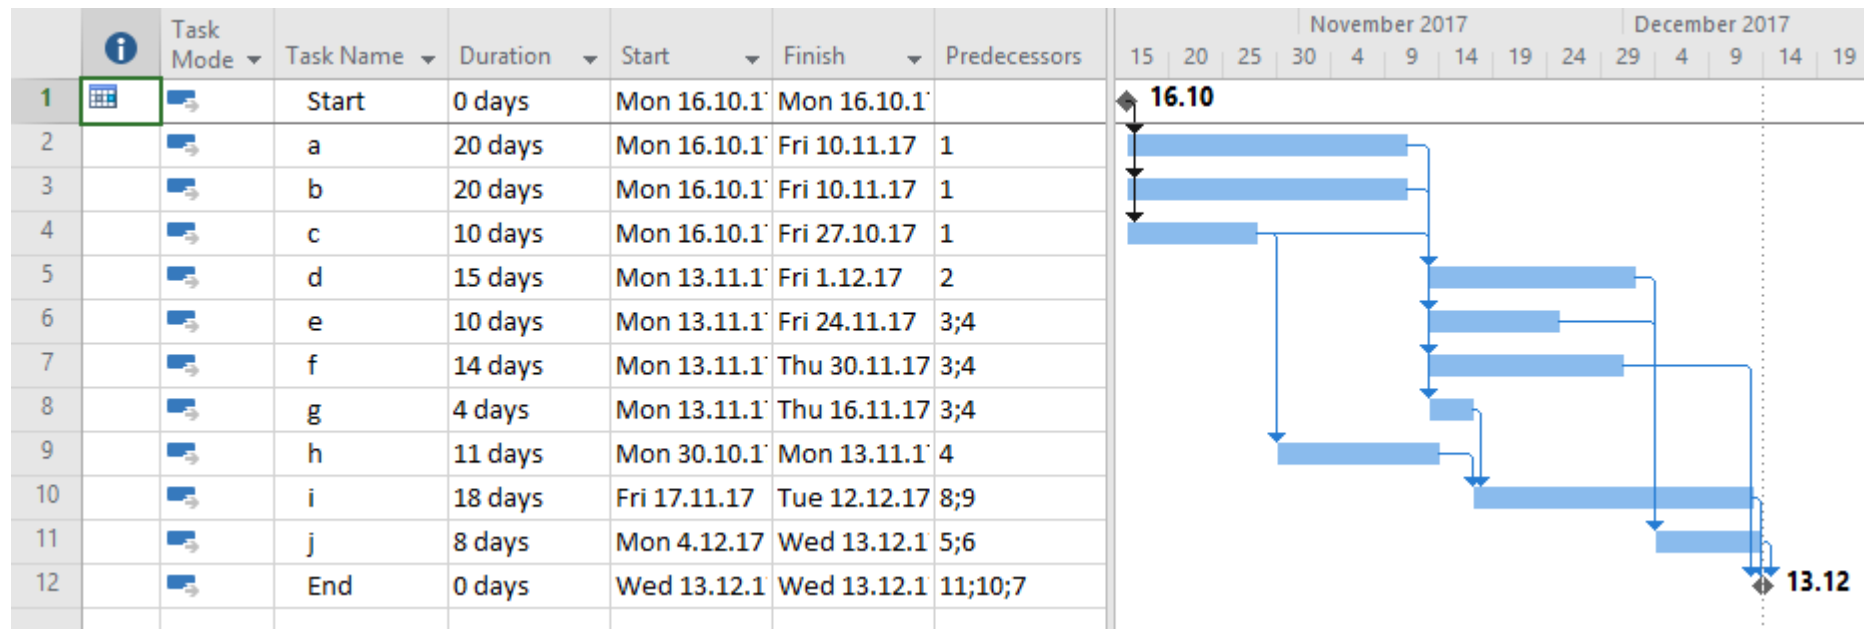 Task Mode Task Name Duration Start Finish Predecessors
November 2017 December 2017
15 20 25 30 4 9 14 19 24 29 4 9 14 19
1 Start 0 days Mon 16.10.1 Mon 16.10.1 16.10
2 a 20 days Mon 16.10.1 Fri 10.11.17 1
3 b 20 days Mon 16.10.1 Fri 10.11.17 1
4 c 10 days Mon 16.10.1 Fri 27.10.17 1
5 d 15 days Mon 13.11.1 Fri 1.12.17 2
6 e 10 days Mon 13.11.1 Fri 24.11.17 3;4
7 f 14 days Mon 13.11.1 Thu 30.11.17 3;4
8 g 4 days Mon 13.11.1 Thu 16.11.17 3;4
9 h 11 days Mon 30.10.1 Mon 13.11.1 4
10 i 18 days Fri 17.11.17 Tue 12.12.17 8;9
11 j 8 days Mon 4.12.17 Wed 13.12.1 5;6
12 End 0 days Wed 13.12.1 Wed 13.12.1 11;10;7 13.12